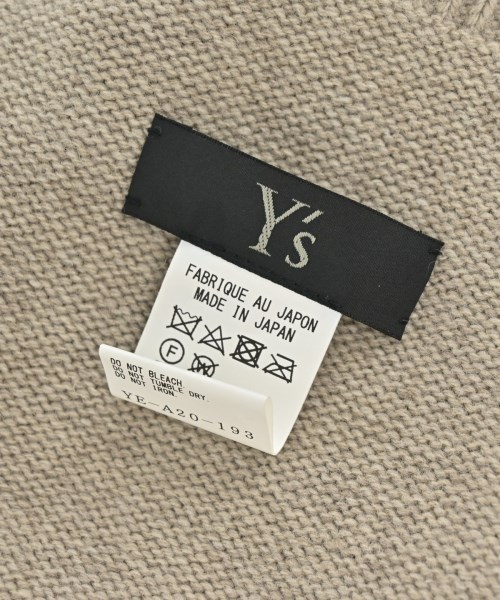 Y's
FABRIQUE AU JAPON
MADE IN JAPAN
F W
DO NOT BLEACH.
DO NOT TUMBLE DRY.
DO NOT IRON.
YE-A20-193